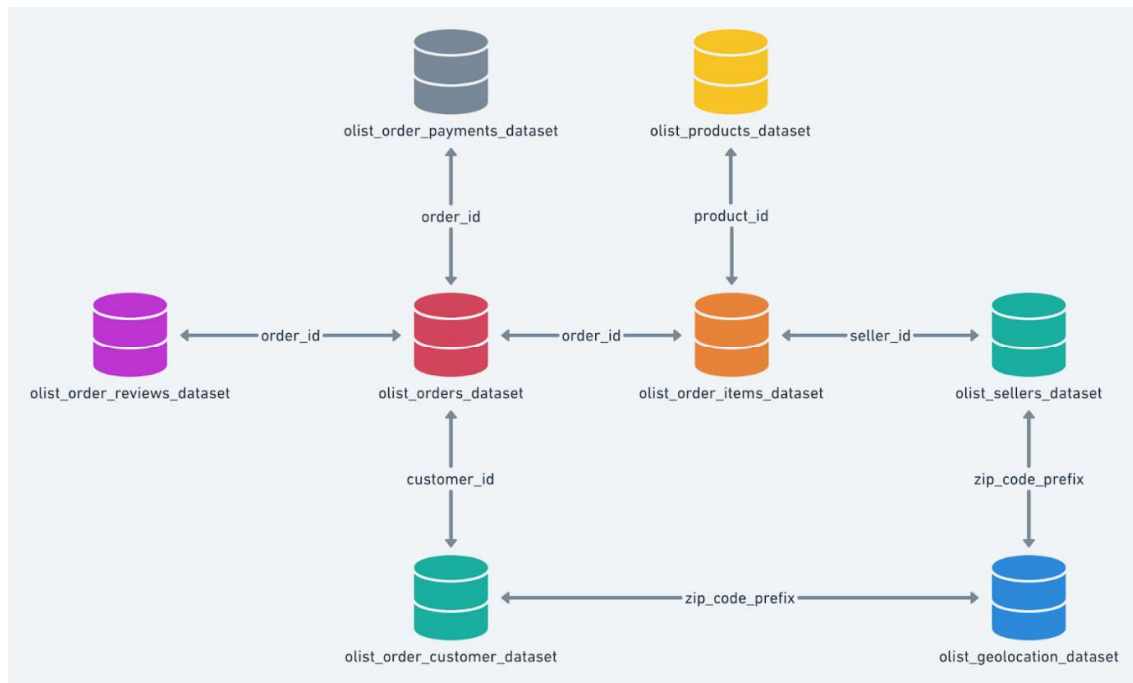 olist_order_payments_dataset
olist_products_dataset
order_id
product_id
order_id
order_id
seller_id
olist_order_reviews_dataset
olist_orders_dataset
olist_order_items_dataset
olist_sellers_dataset
customer_id
zip_code_prefix
zip_code_prefix
olist_order_customer_dataset
olist_geolocation_dataset